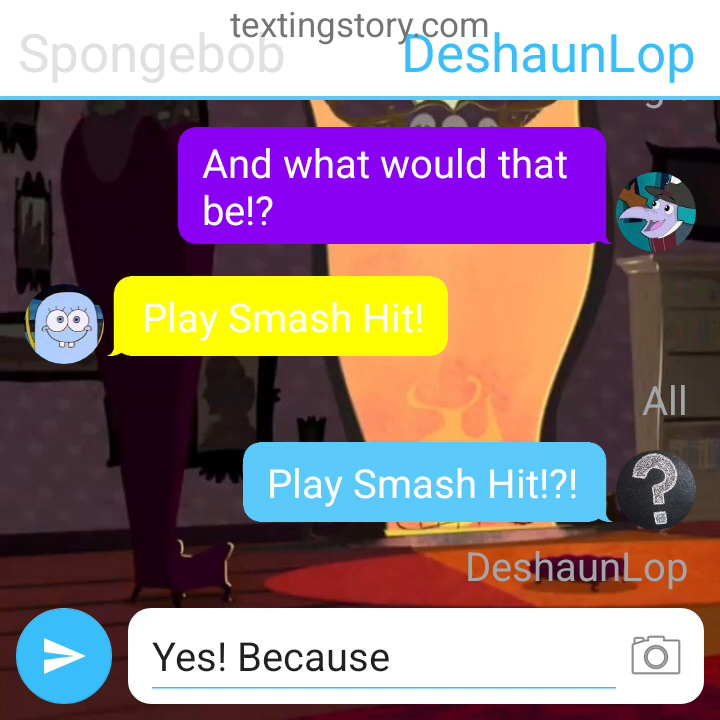 textingstory.com
Spongebob
DeshaunLop
And what would that
be!?
Play Smash Hit!
All
Play Smash Hit!?!
?
DeshaunLop
Yes! Because